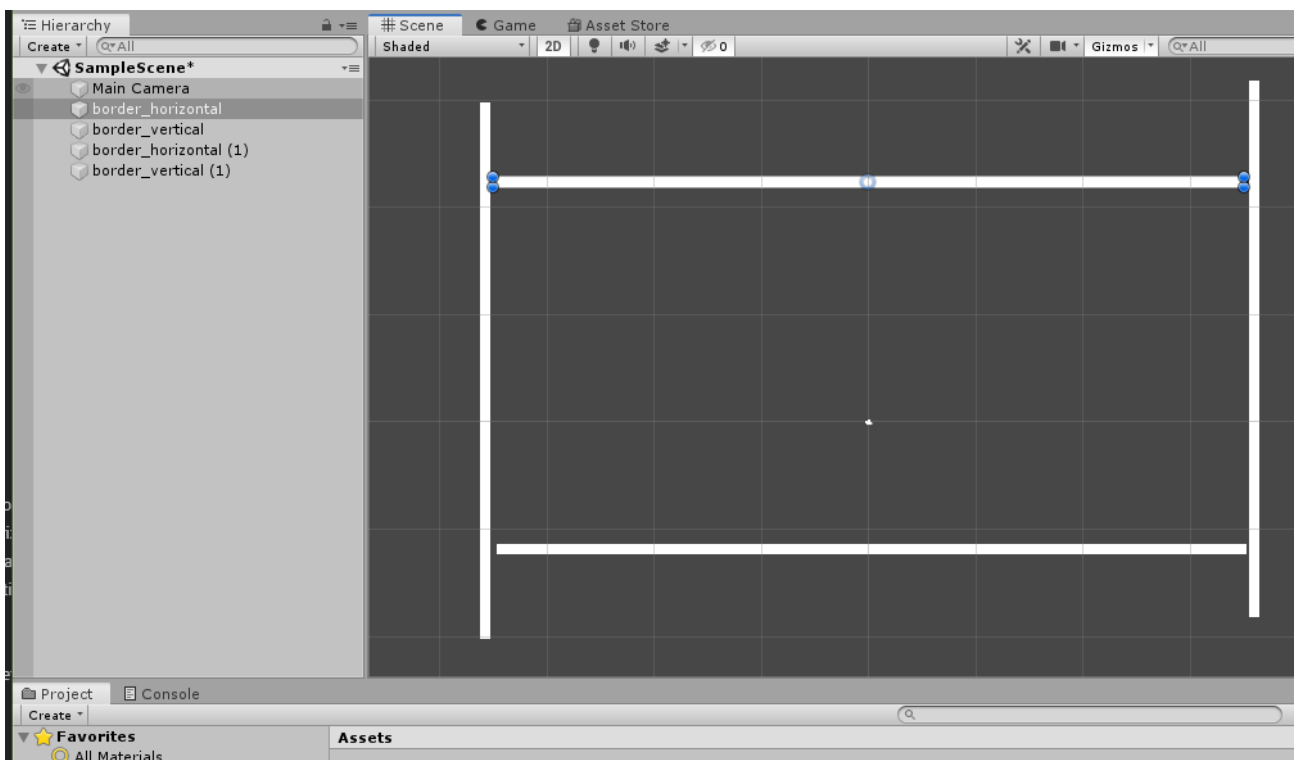 Hierarchy
Create
All
SampleScene*
Main Camera
border_horizontal
border_vertical
border_horizontal (1)
border_vertical (1)
Scene
Game
Asset Store
Shaded
2D
0
Gizmos
All
Project
Console
Create
Favorites
Assets
All Materials